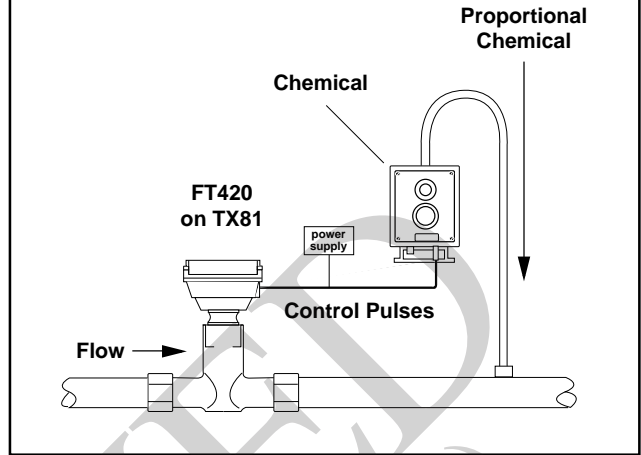 Proportional
Chemical
Chemical
FT420
on TX81
power
supply
Control Pulses
Flow